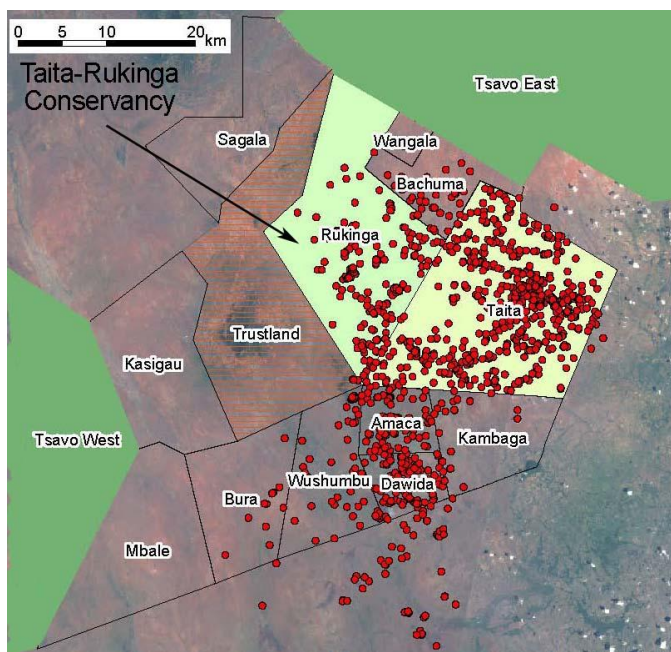 0 5 10 20
km
Taita-Rukinga
Conservancy
Tsavo East
Sagala
Wangala
Bachuma
Rukinga
Taita
Trustland
Kasigau
Tsavo West
Amaca
Kambaga
Wushumbu
Dawida
Bura
Mbale